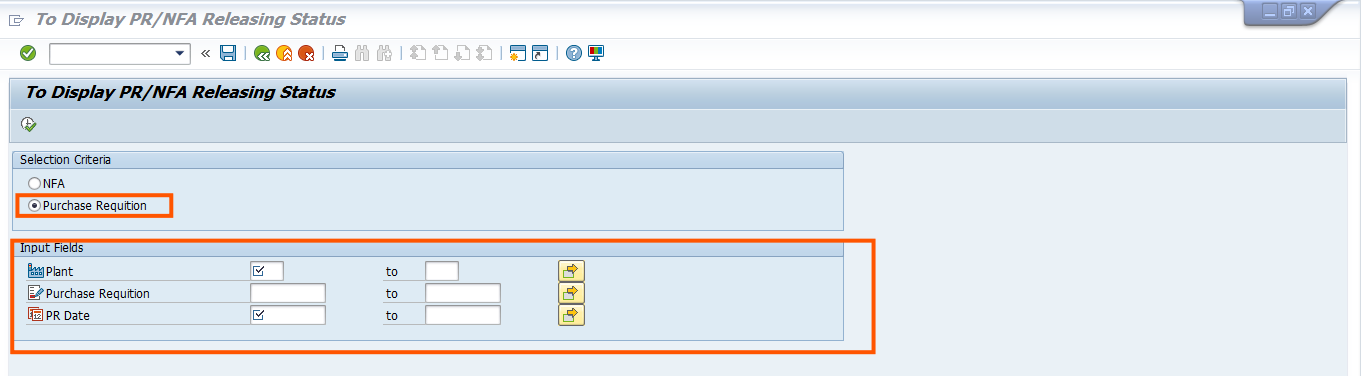 To Display PR/NFA Releasing Status
To Display PR/NFA Releasing Status
Selection Criteria
NFA
Purchase Requition
Input Fields
Plant to
Purchase Requition to
PR Date to